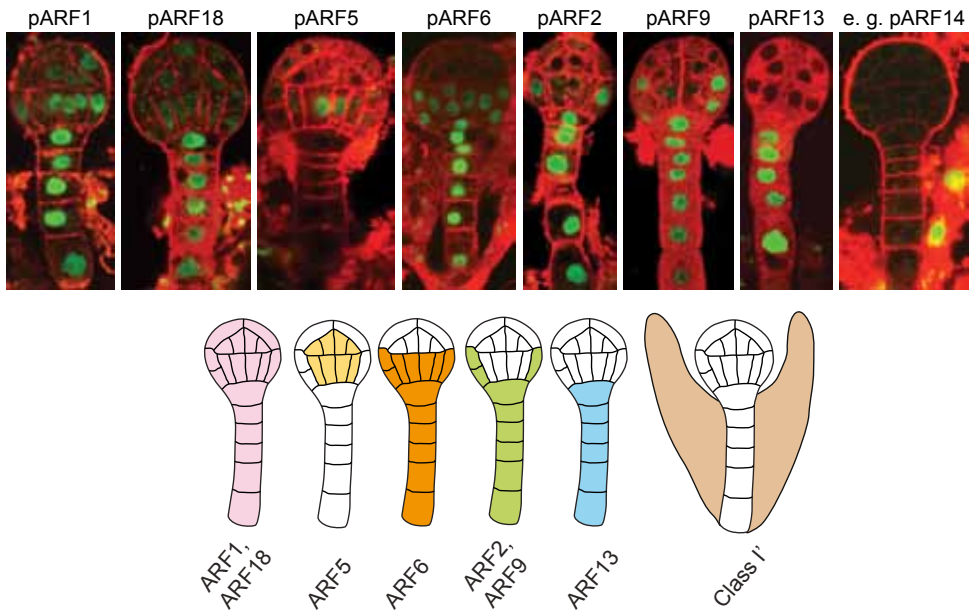 pARF1 pARF18 pARF5 pARF6 pARF2 pARF9 pARF13 e. g. pARF14
ARF1,
ARF18
ARF5
ARF6
ARF2,
ARF9
ARF13
Class I'